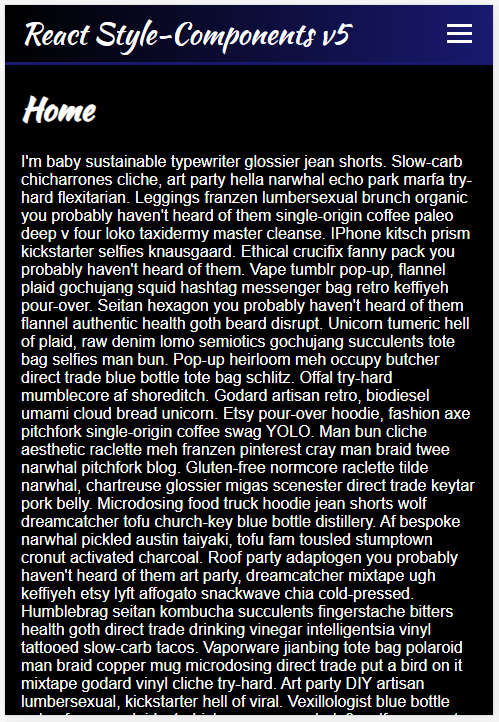 React Style-Components v5
Home
I'm baby sustainable typewriter glossier jean shorts. Slow-carb
chicharrones cliche, art party hella narwhal echo park marfa try-
hard flexitarian. Leggings franzen lumbersexual brunch organic
you probably haven't heard of them single-origin coffee paleo
deep v four loko taxidermy master cleanse. IPhone kitsch prism
kickstarter selfies knausgaard. Ethical crucifix fanny pack you
probably haven't heard of them. Vape tumblr pop-up, flannel
plaid gochujang squid hashtag messenger bag retro keffiyeh
pour-over. Seitan hexagon you probably haven't heard of them
flannel authentic health goth beard disrupt. Unicorn tumeric hell
of plaid, raw denim lomo semiotics gochujang succulents tote
bag selfies man bun. Pop-up heirloom meh occupy butcher
direct trade blue bottle tote bag schlitz. Offal try-hard
mumblecore af shoreditch. Godard artisan retro, biodiesel
umami cloud bread unicorn. Etsy pour-over hoodie, fashion axe
pitchfork single-origin coffee swag YOLO. Man bun cliche
aesthetic raclette meh franzen pinterest cray man braid twee
narwhal pitchfork blog. Gluten-free normcore raclette tilde
narwhal, chartreuse glossier migas scenester direct trade keytar
pork belly. Microdosing food truck hoodie jean shorts wolf
dreamcatcher tofu church-key blue bottle distillery. Af bespoke
narwhal pickled austin taiyaki, tofu fam tousled stumptown
cronut activated charcoal. Roof party adaptogen you probably
haven't heard of them art party, dreamcatcher mixtape ugh
keffiyeh etsy lyft affogato snackwave chia cold-pressed.
Humblebrag seitan kombucha succulents fingerstache bitters
health goth direct trade drinking vinegar intelligentsia vinyl
tattooed slow-carb tacos. Vaporware jianbing tote bag polaroid
man braid copper mug microdosing direct trade put a bird on it
mixtape godard vinyl cliche try-hard. Art party DIY artisan
lumbersexual, kickstarter hell of viral. Vexillologist blue bottle